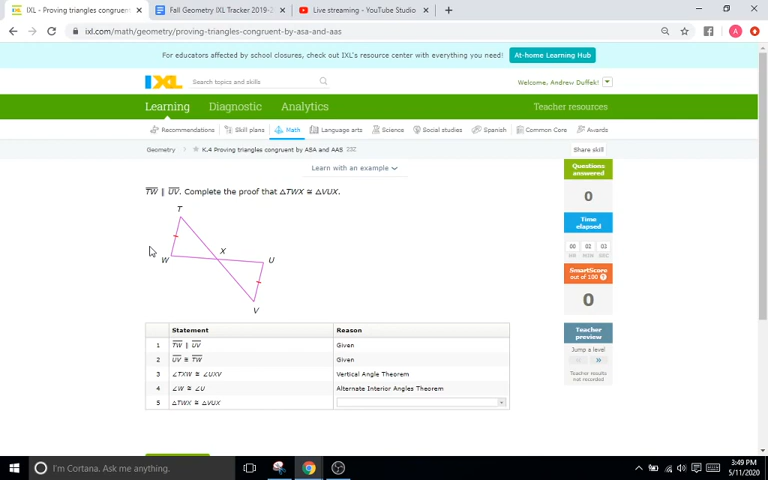 IXL - Proving triangles congruent
Fall Geometry IXL Tracker 2019-2
Live streaming - YouTube Studio
ixl.com/math/geometry/proving-triangles-congruent-by-asa-and-aas
For educators affected by school closures, check out IXL's resource center with everything you need!
At-home Learning Hub
IXL
Search topics and skills
Welcome, Andrew Duffek!
Learning
Diagnostic
Analytics
Teacher resources
Recommendations
Skill plans
Math
Language arts
Science
Social studies
Spanish
Common Core
Awards
Geometry
K.4 Proving triangles congruent by ASA and AAS
Share skill
Learn with an example
TW ∥ UV. Complete the proof that △TWX ≅ △VUX.
T
W
X
U
V
Statement Reason
1 TW ∥ UV Given
2 UV ≅ TW Given
3 ∠TXW ≅ ∠UXV Vertical Angle Theorem
4 ∠W ≅ ∠U Alternate Interior Angles Theorem
5 △TWX ≅ △VUX
Questions
answered
0
Time
elapsed
00 02 03
HR MIN SEC
SmartScore
out of 100 ?
0
Teacher
preview
Jump a level
Teacher results
not recorded
I'm Cortana. Ask me anything.
3:49 PM
5/11/2020